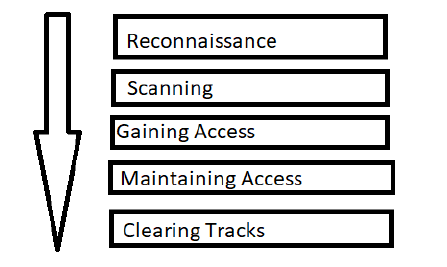 Reconnaissance
Scanning
Gaining Access
Maintaining Access
Clearing Tracks